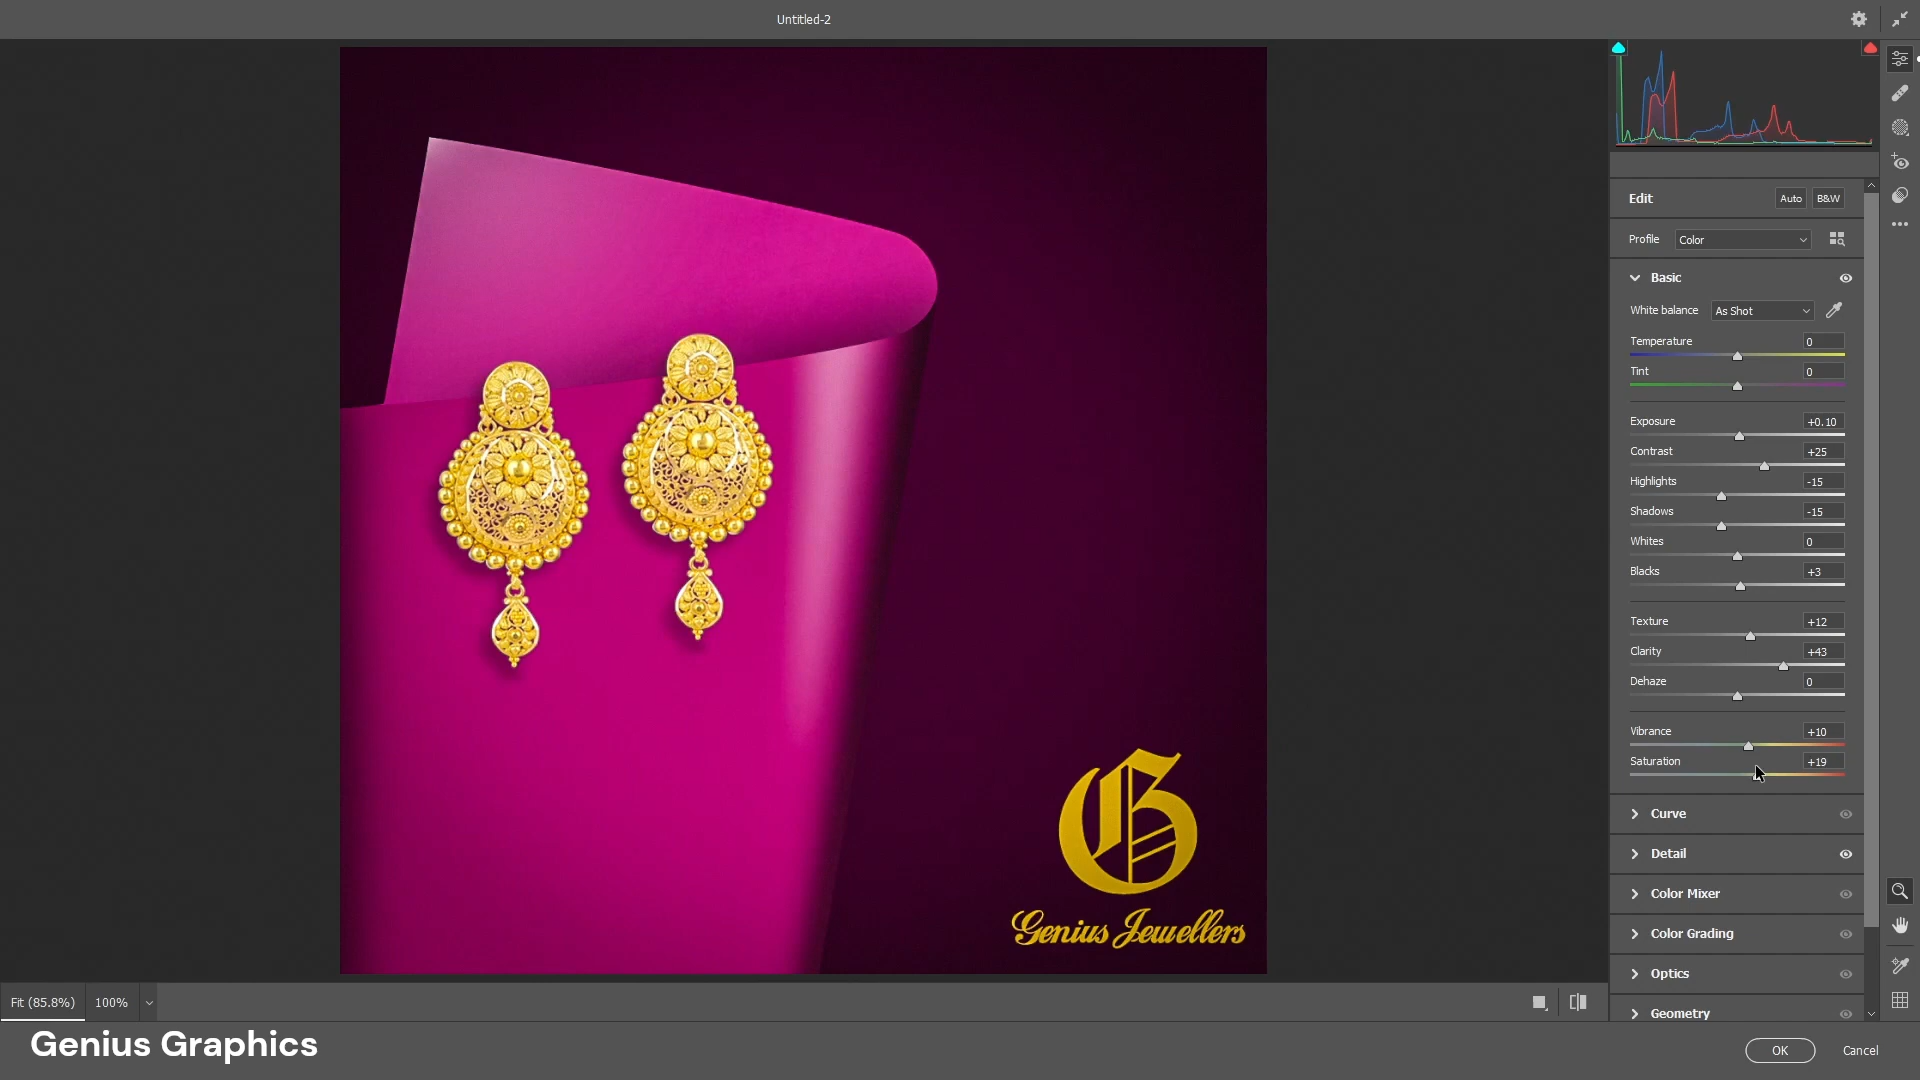 Untitled-2
Edit
Auto
B&W
Profile
Color
Basic
White balance
As Shot
Temperature
0
Tint
0
Exposure
+0.10
Contrast
+25
Highlights
-15
Shadows
-15
Whites
0
Blacks
+3
Texture
+12
Clarity
+43
Dehaze
0
Vibrance
+10
Saturation
+19
Curve
Detail
Color Mixer
Color Grading
Optics
Geometry
G
Genius Jewellers
Fit (85.8%)
100%
Genius Graphics
OK
Cancel